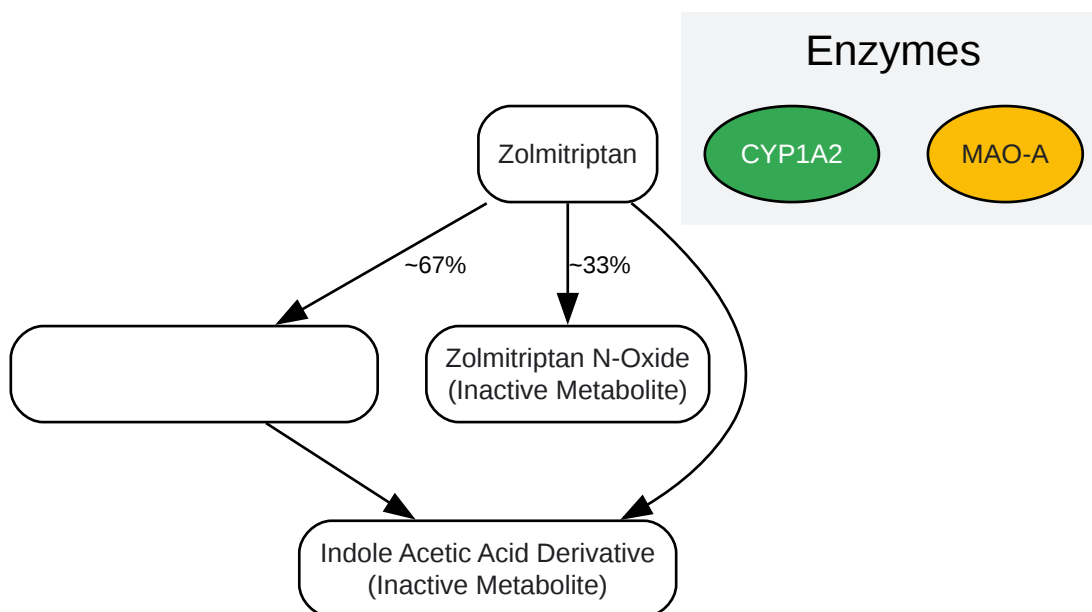 Enzymes
Zolmitriptan
CYP1A2
MAO-A
~67%
~33%
Zolmitriptan N-Oxide
(Inactive Metabolite)
Indole Acetic Acid Derivative
(Inactive Metabolite)